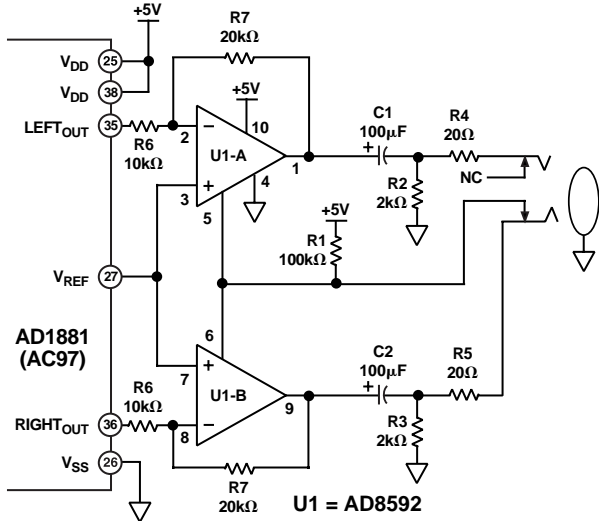 +5V
R7
20kΩ
VDD 25
VDD 38
+5V
LEFTOUT 35
R6
10kΩ
2
−
10
U1-A
1
4
+
3
5
C1
100µF
+
R4
20Ω
NC
R2
2kΩ
+5V
R1
100kΩ
VREF 27
AD1881
(AC97)
6
7
+
U1-B
9
−
8
C2
100µF
+
R5
20Ω
R3
2kΩ
R6
10kΩ
RIGHTOUT 36
VSS 26
R7
20kΩ
U1 = AD8592